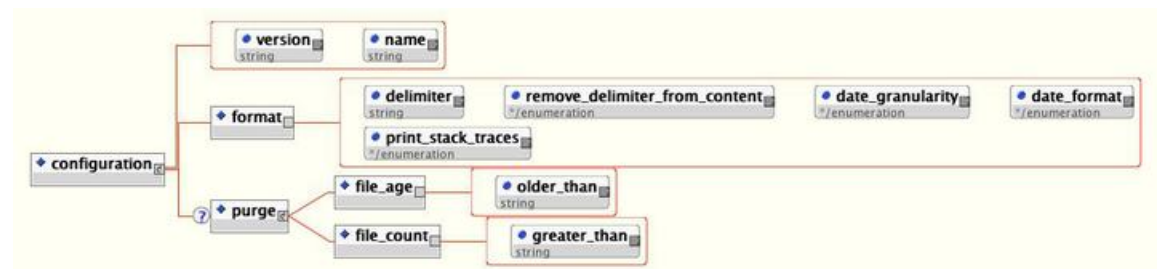 version name
string string
format
delimiter remove_delimiter_from_content date_granularity date_format
string */enumeration */enumeration */enumeration
print_stack_traces
*/enumeration
configuration
? purge
file_age older_than
string
file_count greater_than
string